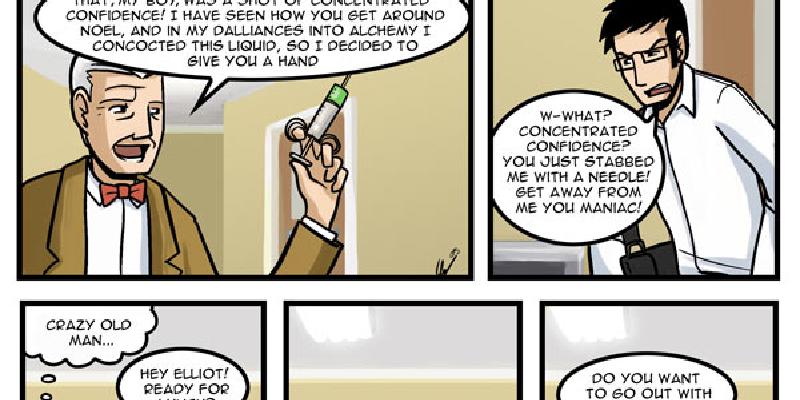 THAT, MY BOY, WAS A SHOT OF CONCENTRATED
CONFIDENCE! I HAVE SEEN HOW YOU GET AROUND
NOEL, AND IN MY DALLIANCES INTO ALCHEMY I
CONCOCTED THIS LIQUID, SO I DECIDED TO
GIVE YOU A HAND
W-WHAT?
CONCENTRATED
CONFIDENCE?
YOU JUST STABBED
ME WITH A NEEDLE!
GET AWAY FROM
ME YOU MANIAC!
CRAZY OLD
MAN...
HEY ELLIOT!
READY FOR
DO YOU WANT
TO GO OUT WITH